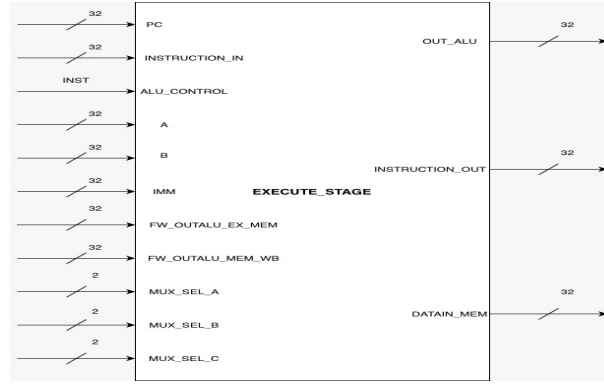 32
PC
32
OUT_ALU
32
INSTRUCTION_IN
INST
ALU_CONTROL
32
A
32
B
32
INSTRUCTION_OUT
32
IMM
EXECUTE_STAGE
32
FW_OUTALU_EX_MEM
32
FW_OUTALU_MEM_WB
2
MUX_SEL_A
2
MUX_SEL_B
DATAIN_MEM
32
2
MUX_SEL_C